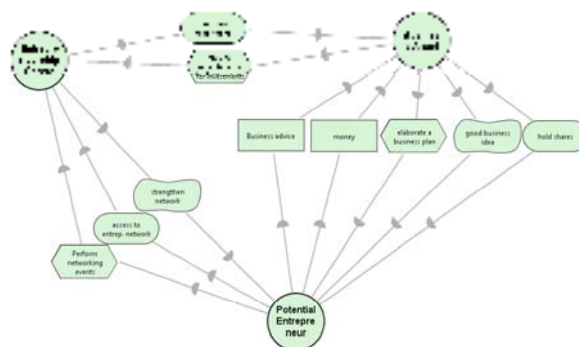 for investments
Business advice
money
elaborate a
business plan
good business
idea
hold shares
strengthen
network
access to
entrep. network
Perform
networking
events
Potential
Entrepre
neur